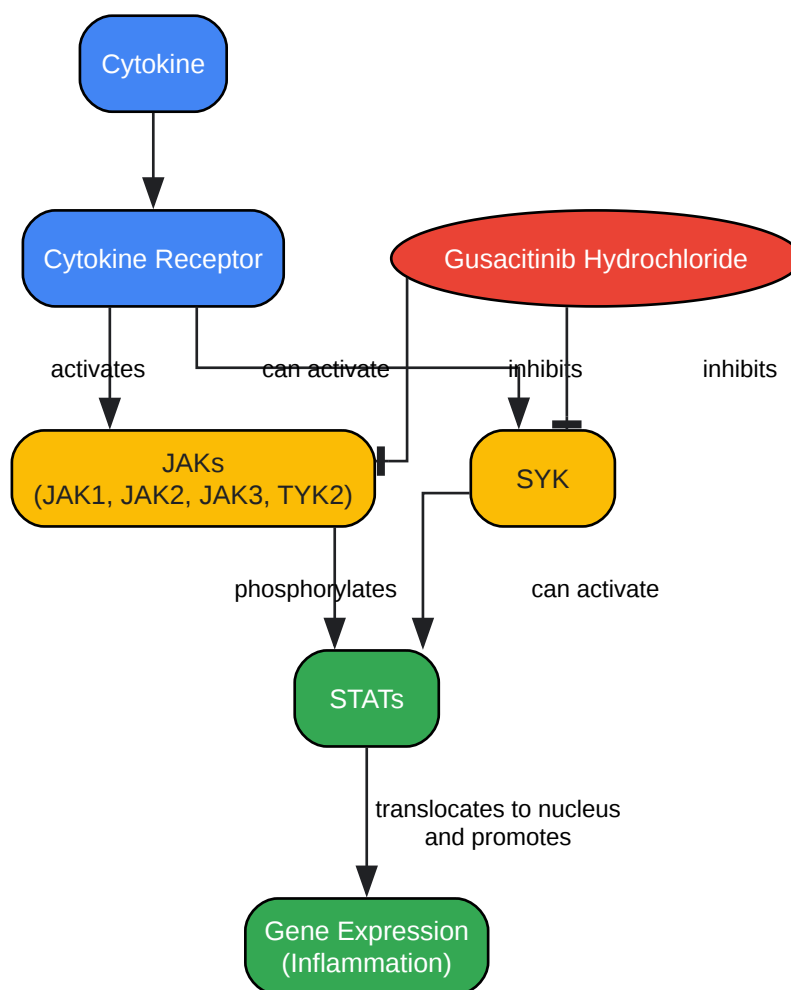 Cytokine
Cytokine Receptor
Gusacitinib Hydrochloride
activates
can activate
inhibits
inhibits
JAKs
(JAK1, JAK2, JAK3, TYK2)
SYK
phosphorylates
can activate
STATs
translocates to nucleus
and promotes
Gene Expression
(Inflammation)